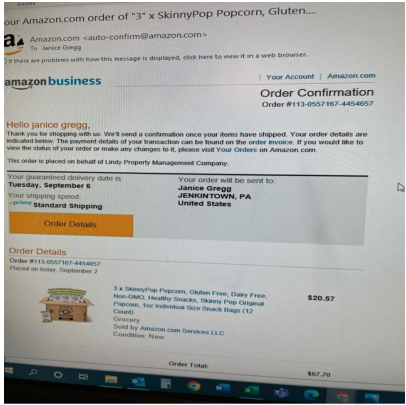 Delete
our Amazon.com order of "3" x SkinnyPop Popcorn, Gluten....
a
Amazon.com <auto-confirm@amazon.com>
To Janice Gregg
If there are problems with how this message is displayed, click here to view it in a web browser.
amazon business
Your Account | Amazon.com
Order Confirmation
Order #113-0557167-4454657
Hello janice gregg,
Thank you for shopping with us. We'll send a confirmation once your items have shipped. Your order details are
indicated below. The payment details of your transaction can be found on the order invoice. If you would like to
view the status of your order or make any changes to it, please visit Your Orders on Amazon.com.
This order is placed on behalf of Lindy Property Management Company.
Your guaranteed delivery date is:
Tuesday, September 6
Your shipping speed:
prime Standard Shipping
Your order will be sent to:
Janice Gregg
JENKINTOWN, PA
United States
Order Details
Order Details
Order #113-0557167-4454657
Placed on today, September 2
3 x SkinnyPop Popcorn, Gluten Free, Dairy Free,
Non-GMO, Healthy Snacks, Skinny Pop Original
Popcorn, 1oz Individual Size Snack Bags (12
Count)
Grocery
Sold by Amazon.com Services LLC
Condition: New
$20.57
Order Total:
$67.70